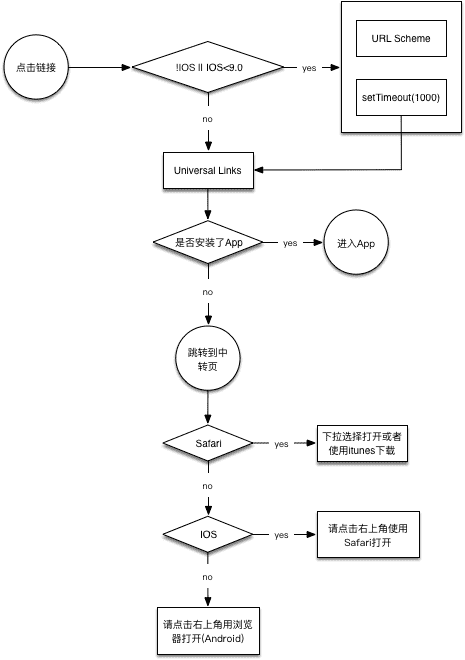 URL Scheme
点击链接
!IOS || IOS<9.0
yes
setTimeout(1000)
no
Universal Links
是否安装了App
yes
进入App
no
跳转到中
转页
Safari
yes
下拉选择打开或者
使用itunes下载
no
IOS
yes
请点击右上角使用
Safari打开
no
请点击右上角用浏览
器打开(Android)